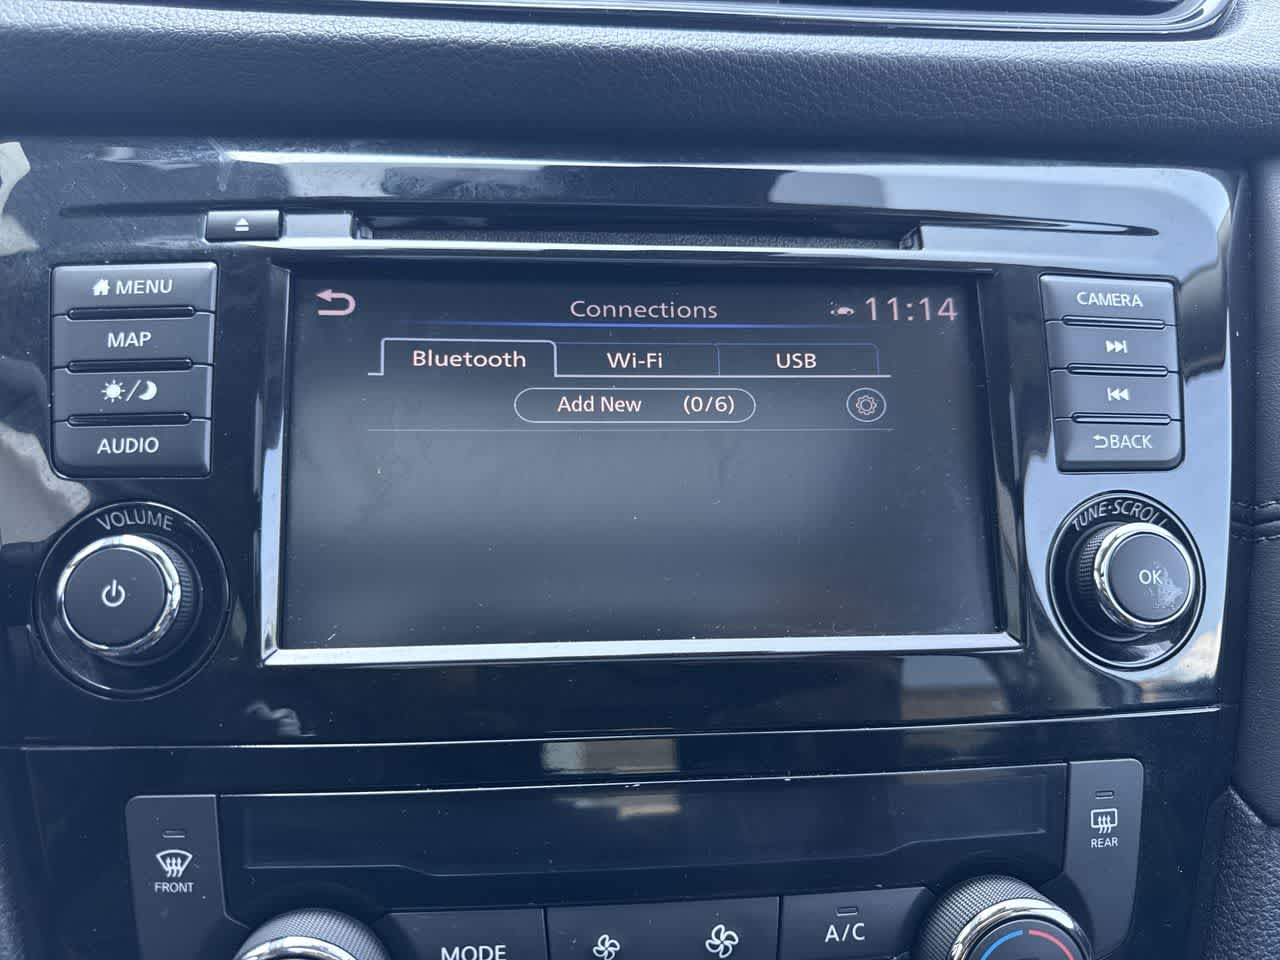 MENU
MAP
AUDIO
VOLUME
Connections
11:14
Bluetooth
Wi-Fi
USB
Add New (0/6)
CAMERA
BACK
TUNE·SCROLL
OK
FRONT
MODE
A/C
REAR